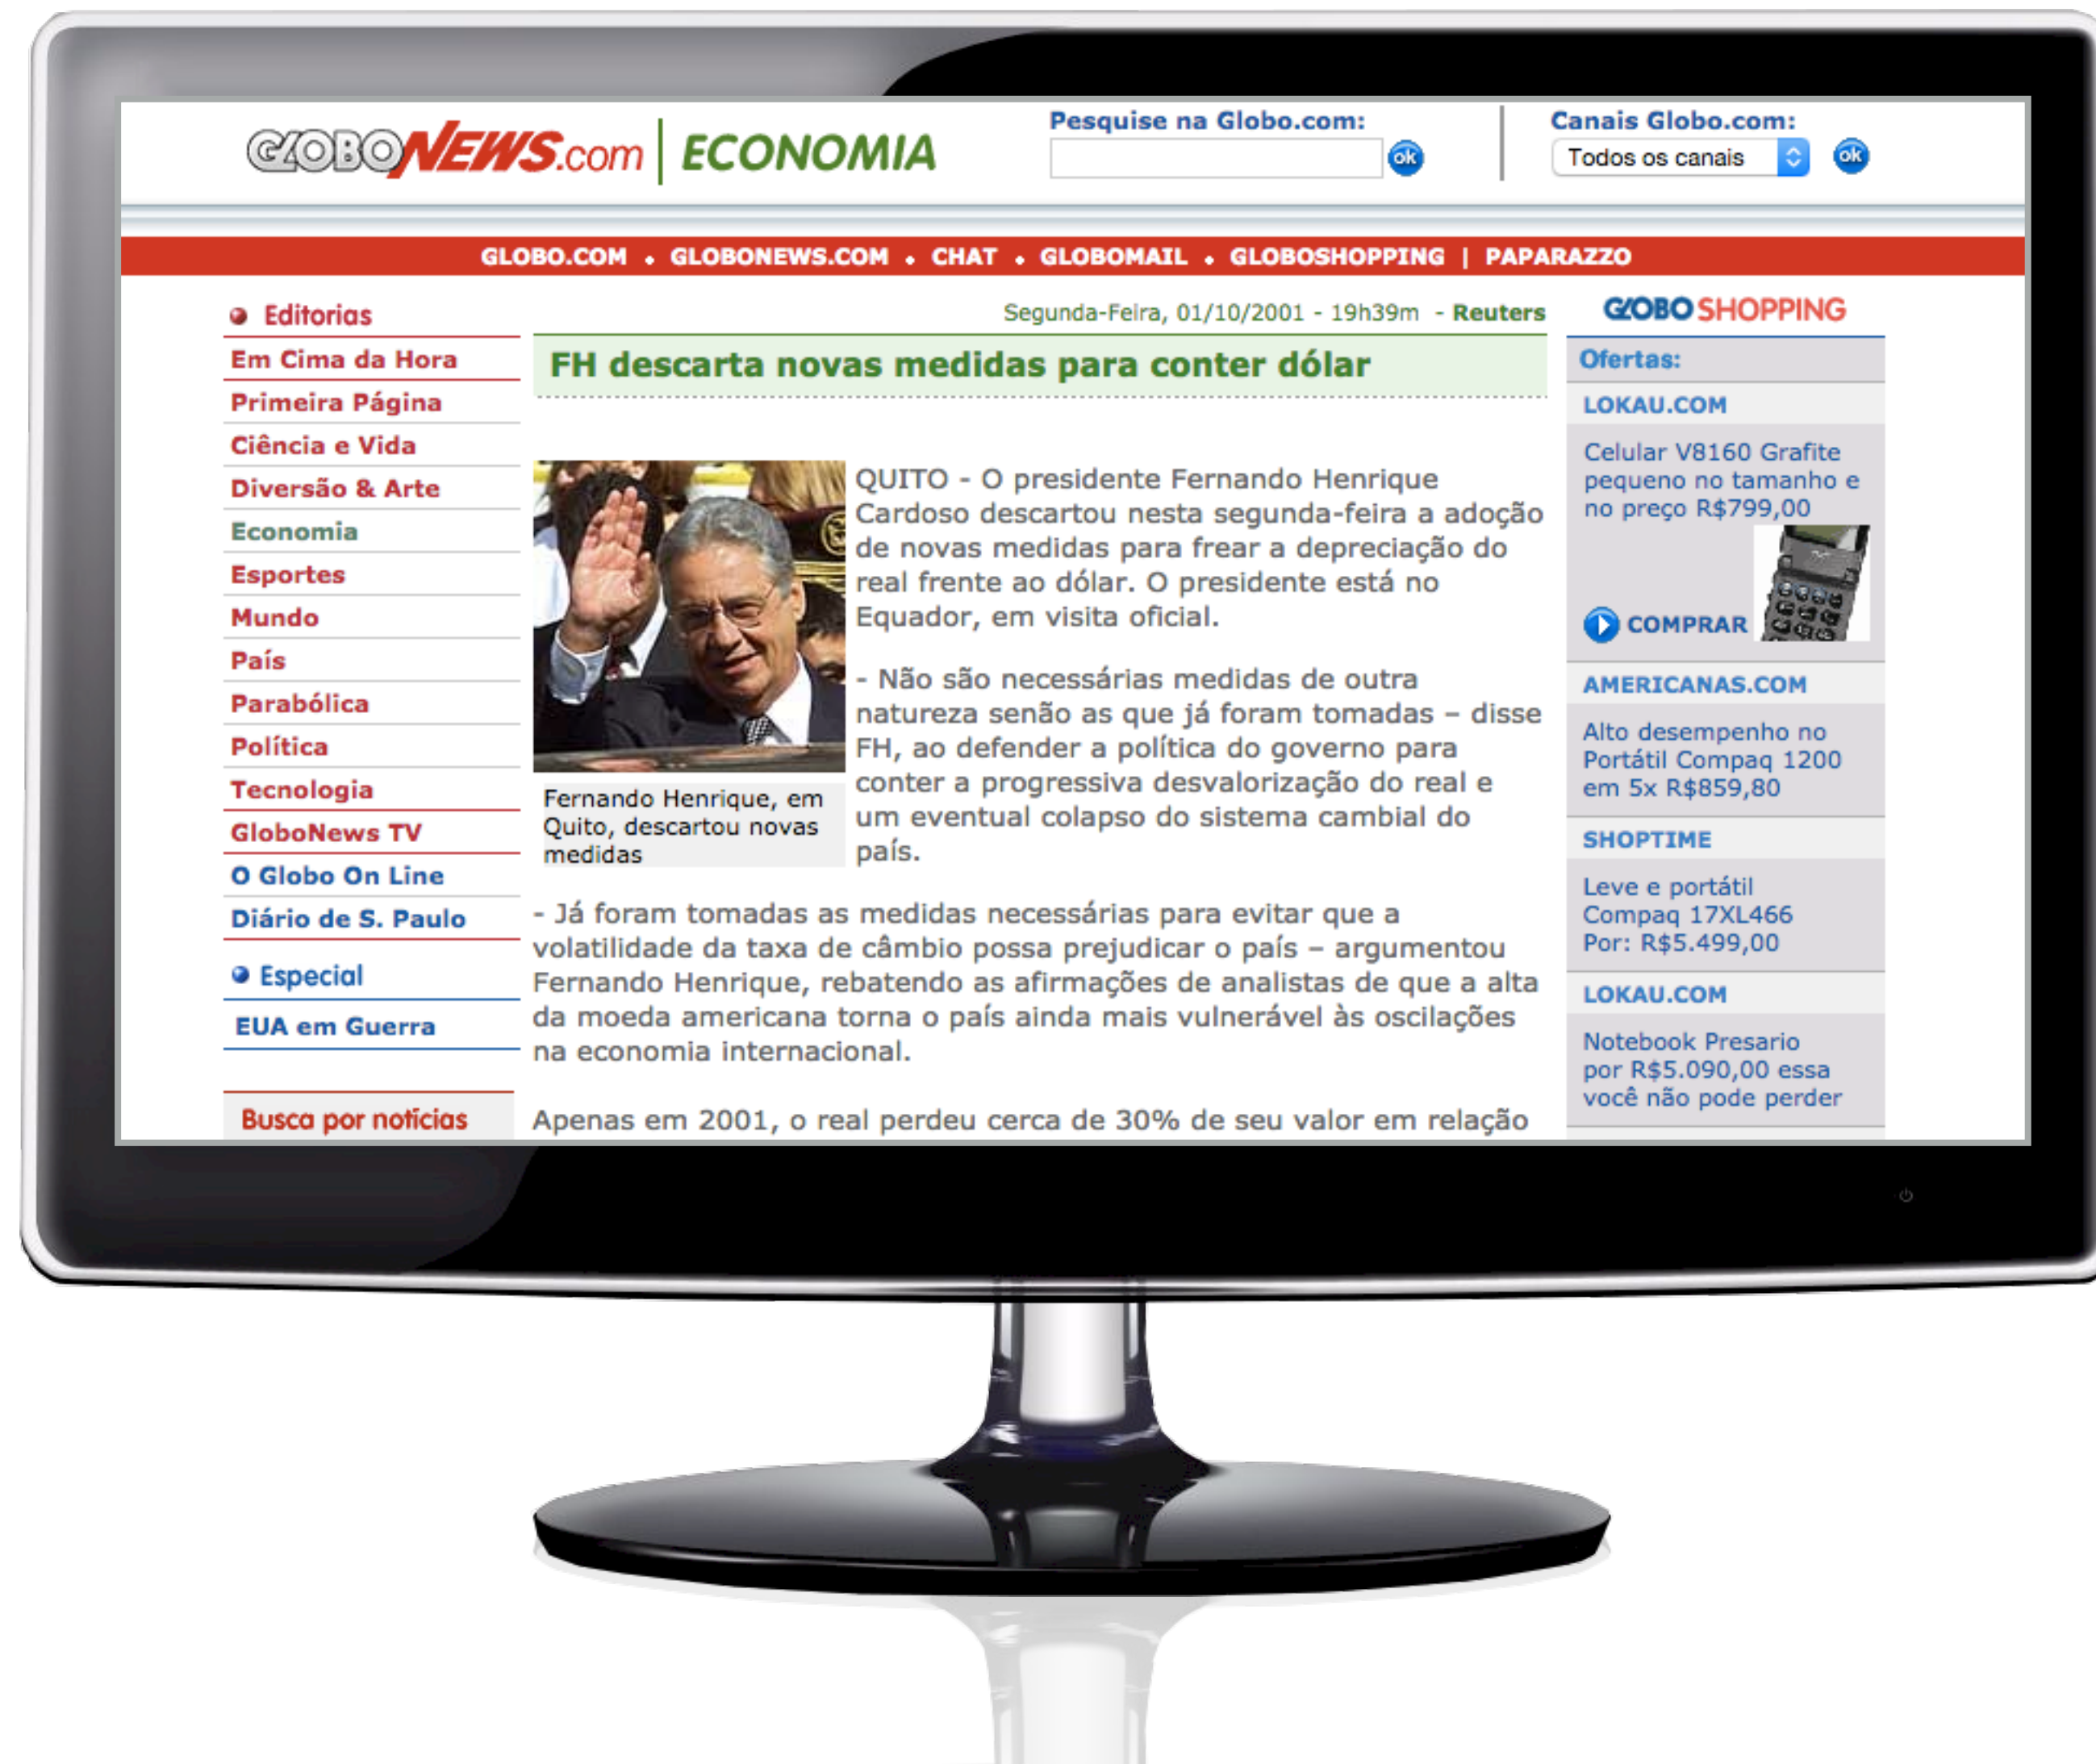 GLOBONEWS.com | ECONOMIA
Pesquise na Globo.com:
ok
Canais Globo.com:
Todos os canais
ok
GLOBO.COM • GLOBONEWS.COM • CHAT • GLOBOMAIL • GLOBOSHOPPING | PAPARAZZO
Editorias
Em Cima da Hora
Primeira Página
Ciência e Vida
Diversão & Arte
Economia
Esportes
Mundo
País
Parabólica
Política
Tecnologia
GloboNews TV
O Globo On Line
Diário de S. Paulo
Especial
EUA em Guerra
Busca por notícias
Segunda-Feira, 01/10/2001 - 19h39m - Reuters
FH descarta novas medidas para conter dólar
QUITO - O presidente Fernando Henrique
Cardoso descartou nesta segunda-feira a adoção
de novas medidas para frear a depreciação do
real frente ao dólar. O presidente está no
Equador, em visita oficial.
- Não são necessárias medidas de outra
natureza senão as que já foram tomadas – disse
FH, ao defender a política do governo para
conter a progressiva desvalorização do real e
um eventual colapso do sistema cambial do
país.
Fernando Henrique, em
Quito, descartou novas
medidas
- Já foram tomadas as medidas necessárias para evitar que a
volatilidade da taxa de câmbio possa prejudicar o país – argumentou
Fernando Henrique, rebatendo as afirmações de analistas de que a alta
da moeda americana torna o país ainda mais vulnerável às oscilações
na economia internacional.
Apenas em 2001, o real perdeu cerca de 30% de seu valor em relação
GLOBO SHOPPING
Ofertas:
LOKAU.COM
Celular V8160 Grafite
pequeno no tamanho e
no preço R$799,00
COMPRAR
AMERICANAS.COM
Alto desempenho no
Portátil Compaq 1200
em 5x R$859,80
SHOPTIME
Leve e portátil
Compaq 17XL466
Por: R$5.499,00
LOKAU.COM
Notebook Presario
por R$5.090,00 essa
você não pode perder